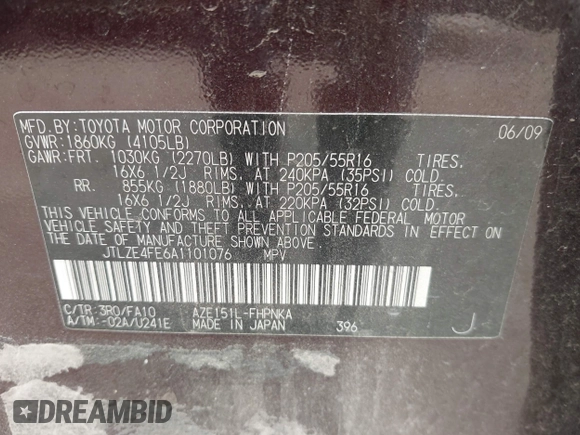 MFD.BY:TOYOTA MOTOR CORPORATION 06/09
GVWR:1860KG (4105LB)
GAWR:FRT. 1030KG (2270LB) WITH P205/55R16 TIRES.
16X6 1/2J RIMS. AT 240KPA (35PSI) COLD.
RR. 855KG (1880LB) WITH P205/55R16 TIRES.
16X6 1/2J RIMS. AT 220KPA (32PSI) COLD.
THIS VEHICLE CONFORMS TO ALL APPLICABLE FEDERAL MOTOR
VEHICLE SAFETY AND THEFT PREVENTION STANDARDS IN EFFECT ON
THE DATE OF MANUFACTURE SHOWN ABOVE.
JTLZE4FE6A1101076 MPV
C/TR:3R0/FA10 AZE151L-FHPNKA
A/TM:-02A/U241E MADE IN JAPAN 396 J
DREAMBID